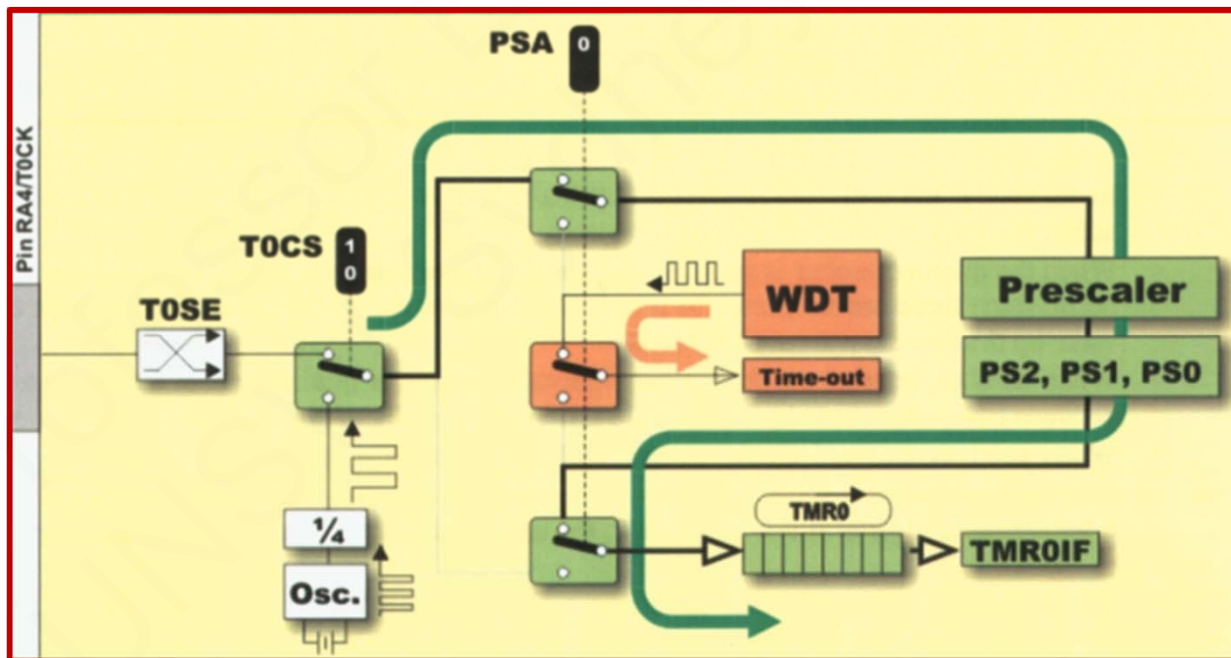 PSA
0
Pin RA4/T0CK
T0CS
1
0
T0SE
WDT
Prescaler
Time-out
PS2, PS1, PS0
¼
TMR0
TMR0IF
Osc.